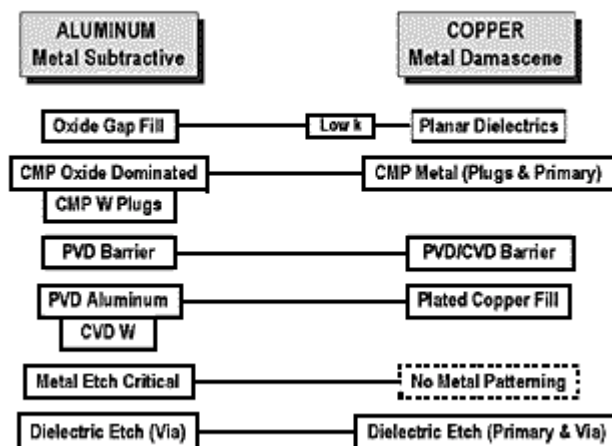 ALUMINUM
Metal Subtractive
COPPER
Metal Damascene
Oxide Gap Fill
Low k
Planar Dielectrics
CMP Oxide Dominated
CMP Metal (Plugs & Primary)
CMP W Plugs
PVD Barrier
PVD/CVD Barrier
PVD Aluminum
Plated Copper Fill
CVD W
Metal Etch Critical
No Metal Patterning
Dielectric Etch (Via)
Dielectric Etch (Primary & Via)